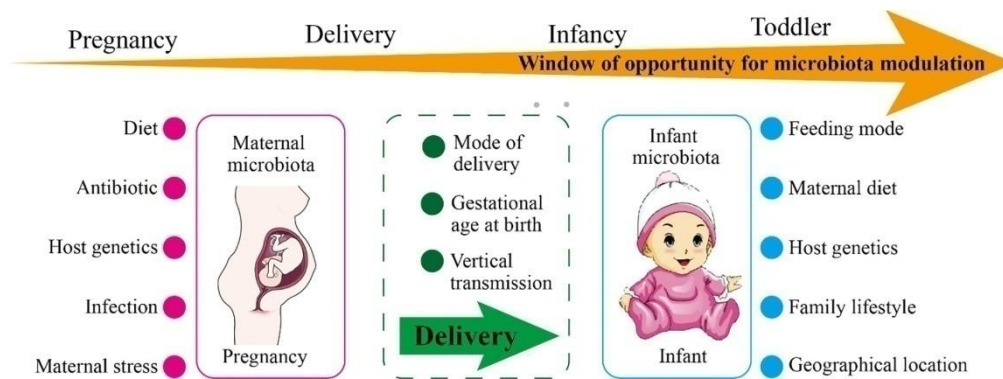 Pregnancy
Delivery
Infancy
Toddler
Window of opportunity for microbiota modulation
Diet
Antibiotic
Host genetics
Infection
Maternal stress
Maternal
microbiota
Pregnancy
Mode of
delivery
Gestational
age at birth
Vertical
transmission
Delivery
Infant
microbiota
Infant
Feeding mode
Maternal diet
Host genetics
Family lifestyle
Geographical location